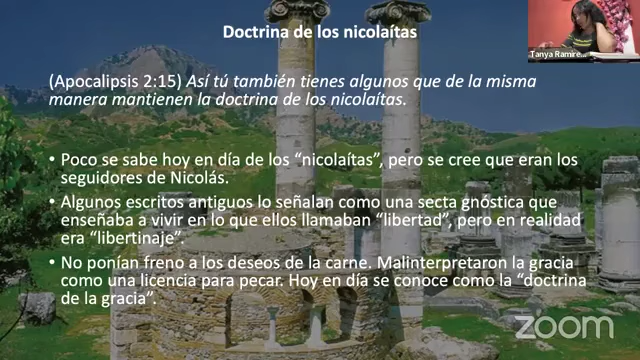 Doctrina de los nicolaítas
Tanya Ramire...
(Apocalipsis 2:15) Así tú también tienes algunos que de la misma
manera mantienen la doctrina de los nicolaítas.
• Poco se sabe hoy en día de los “nicolaítas”, pero se cree que eran los
seguidores de Nicolás.
• Algunos escritos antiguos lo señalan como una secta gnóstica que
enseñaba a vivir en lo que ellos llamaban “libertad”, pero en realidad
era “libertinaje”.
• No ponían freno a los deseos de la carne. Malinterpretaron la gracia
como una licencia para pecar. Hoy en día se conoce como la “doctrina
de la gracia”.
zoom